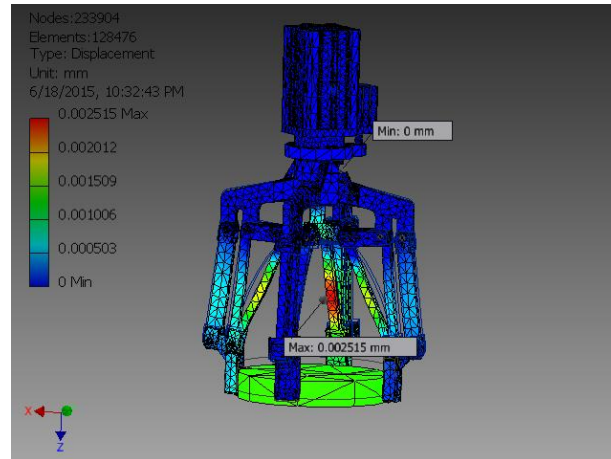 Nodes:233904
Elements:128476
Type: Displacement
Unit: mm
6/18/2015, 10:32:43 PM
0.002515 Max
0.002012
0.001509
0.001006
0.000503
0 Min
Min: 0 mm
Max: 0.002515 mm
X
Z